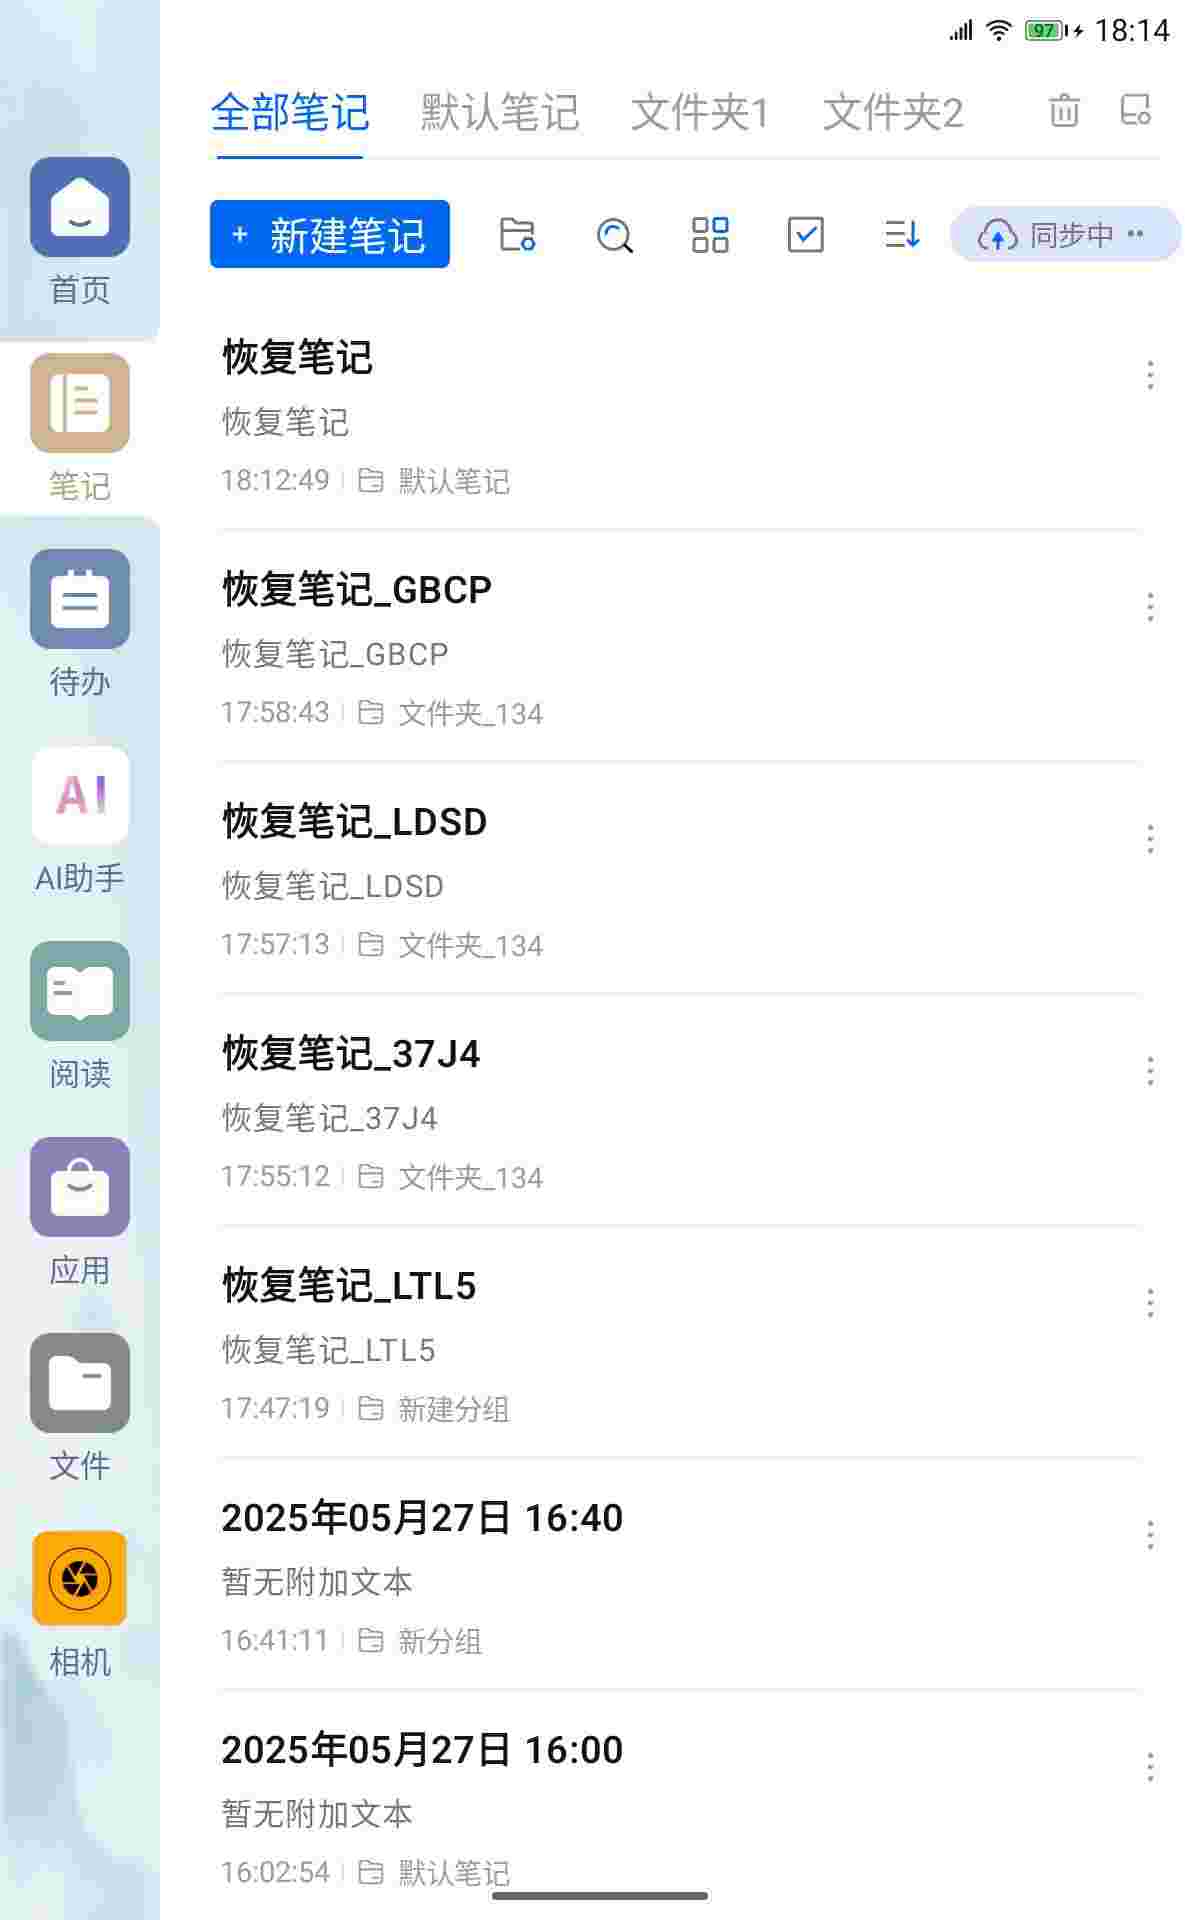 97 18:14
全部笔记 默认笔记 文件夹1 文件夹2
+ 新建笔记 同步中 ··
首页
笔记
待办
AI
AI助手
阅读
应用
文件
相机
恢复笔记
恢复笔记
18:12:49 默认笔记
恢复笔记_GBCP
恢复笔记_GBCP
17:58:43 文件夹_134
恢复笔记_LDSD
恢复笔记_LDSD
17:57:13 文件夹_134
恢复笔记_37J4
恢复笔记_37J4
17:55:12 文件夹_134
恢复笔记_LTL5
恢复笔记_LTL5
17:47:19 新建分组
2025年05月27日 16:40
暂无附加文本
16:41:11 新分组
2025年05月27日 16:00
暂无附加文本
16:02:54 默认笔记